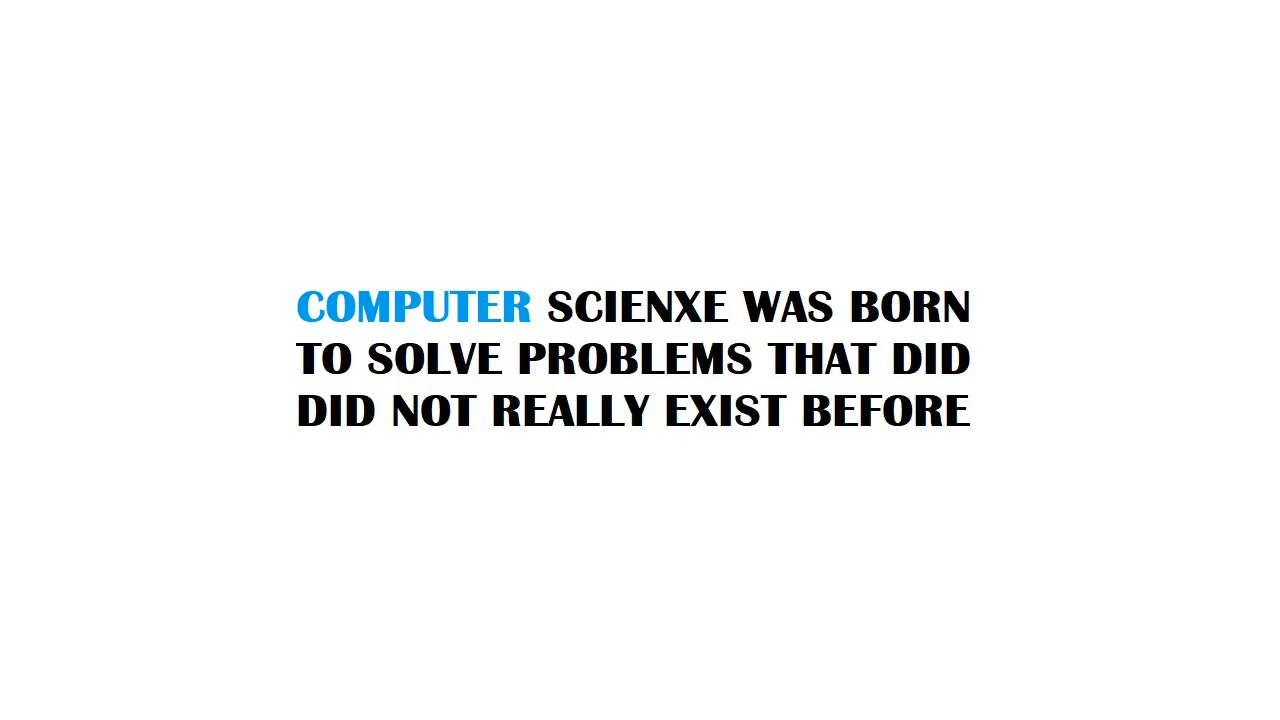 COMPUTER SCIENXE WAS BORN
TO SOLVE PROBLEMS THAT DID
DID NOT REALLY EXIST BEFORE